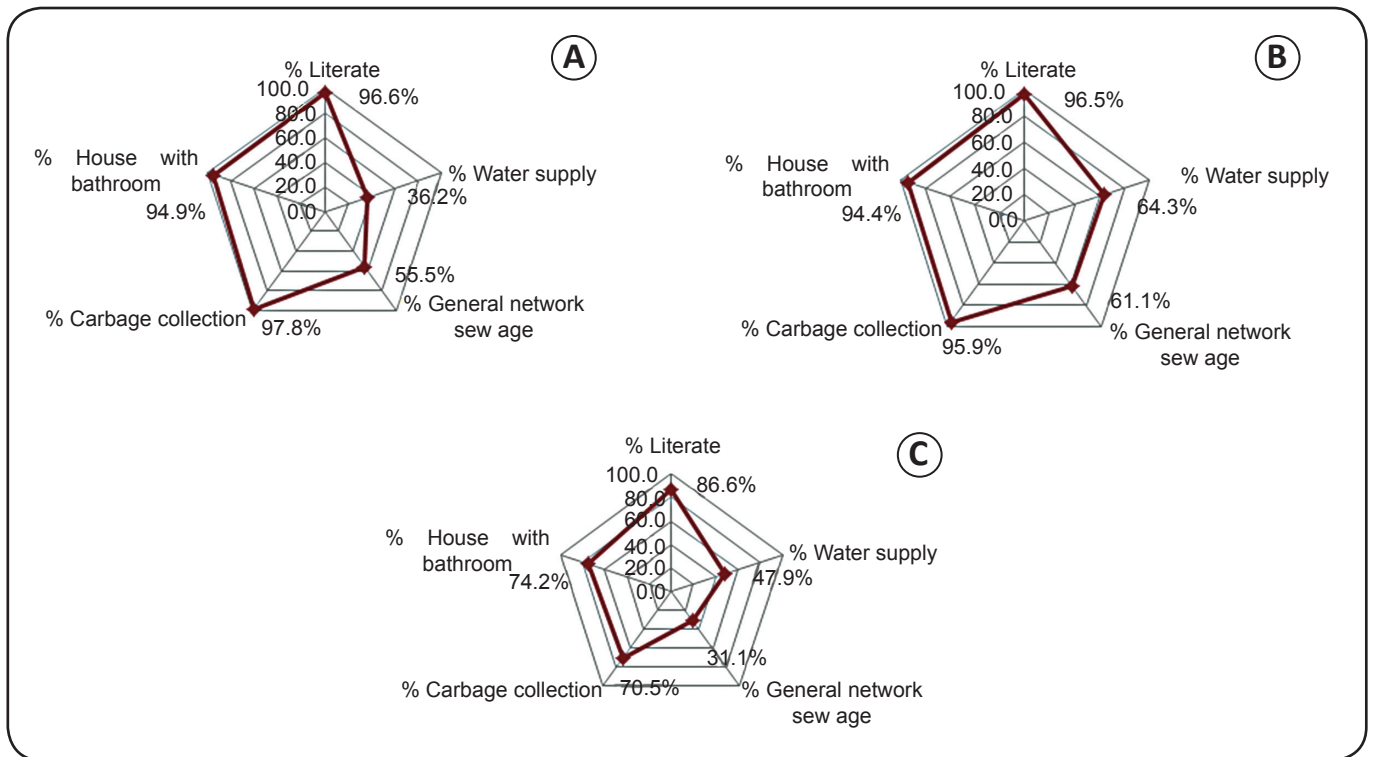 A
% Literate
100.0
96.6%
80.0
60.0
40.0
20.0
0.0
% House with
bathroom
94.9%
% Water supply
36.2%
55.5%
% General network
sew age
% Carbage collection
97.8%
B
% Literate
100.0
96.5%
80.0
60.0
40.0
20.0
0.0
% House with
bathroom
94.4%
% Water supply
64.3%
61.1%
% General network
sew age
% Carbage collection
95.9%
C
% Literate
100.0
86.6%
80.0
60.0
40.0
20.0
0.0
% House with
bathroom
74.2%
% Water supply
47.9%
31.1%
% General network
sew age
% Carbage collection
70.5%